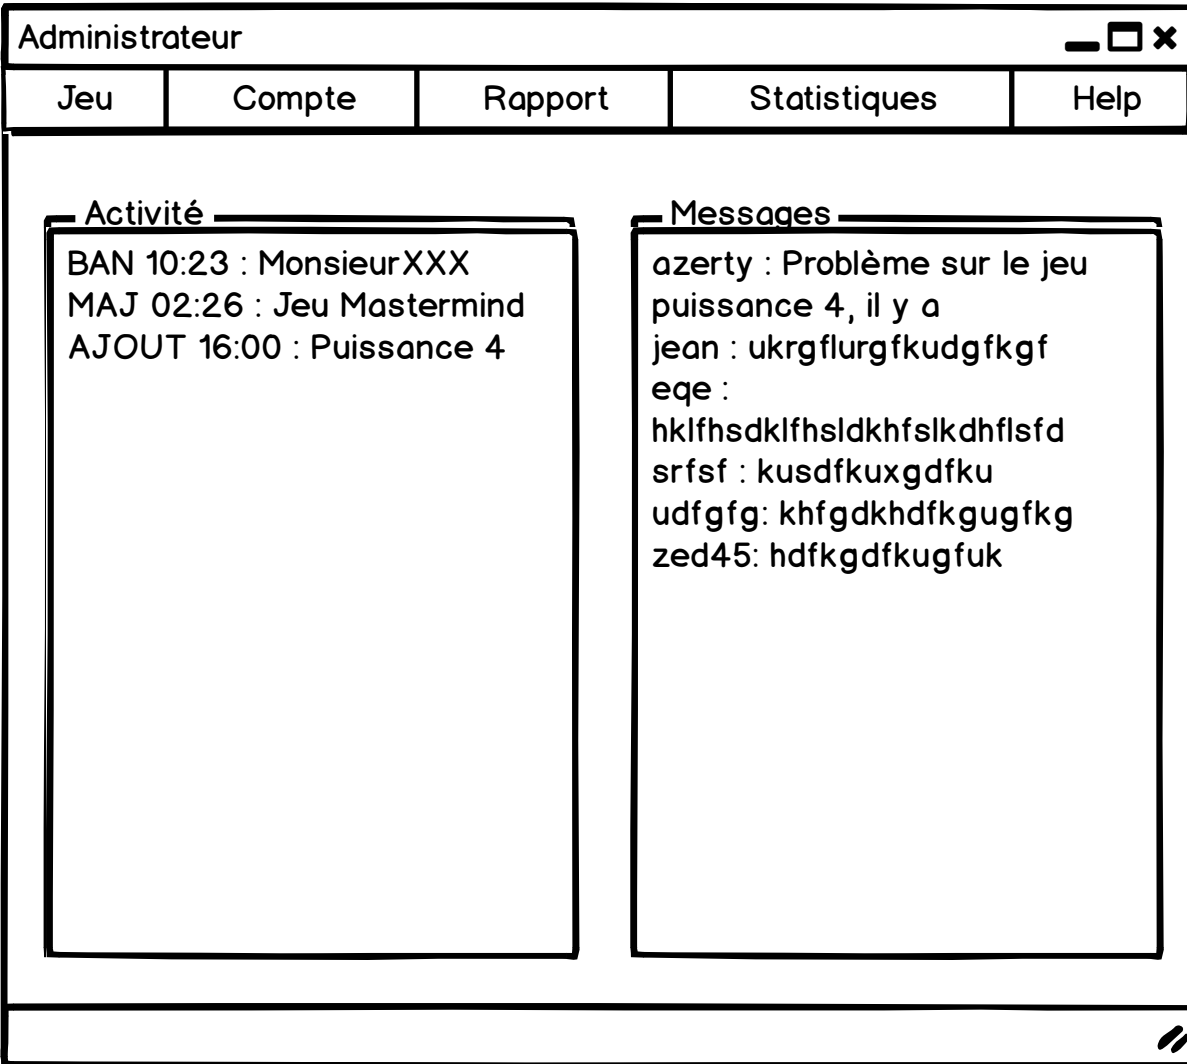 Administrateur
Jeu Compte Rapport Statistiques Help
Activité
BAN 10:23 : MonsieurXXX
MAJ 02:26 : Jeu Mastermind
AJOUT 16:00 : Puissance 4
Messages
azerty : Problème sur le jeu
puissance 4, il y a
jean : ukrgflurgfkudgfkgf
eqe :
hklfhsdklfhsldkhfslkdhflsfd
srfsf : kusdfkuxgdfku
udfgfg: khfgdkhdfkgugfkg
zed45: hdfkgdfkugfuk